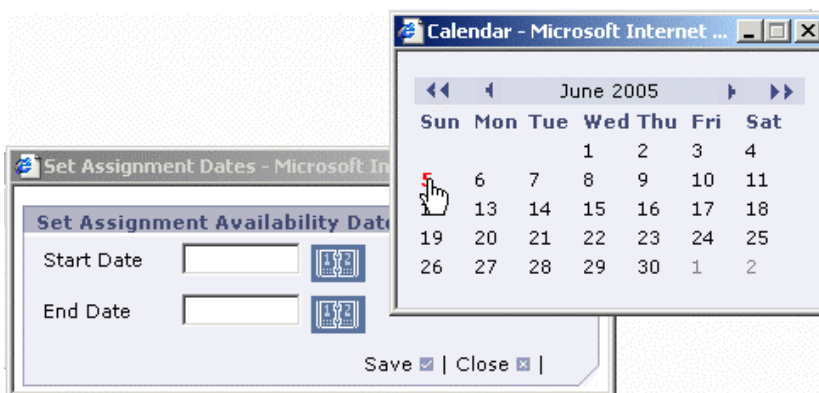 Calendar - Microsoft Internet ...
June 2005
Sun Mon Tue Wed Thu Fri Sat
1 2 3 4
5 6 7 8 9 10 11
13 14 15 16 17 18
19 20 21 22 23 24 25
26 27 28 29 30 1 2
Set Assignment Dates - Microsoft In
Set Assignment Availability Date
Start Date
12
End Date
12
Save | Close |